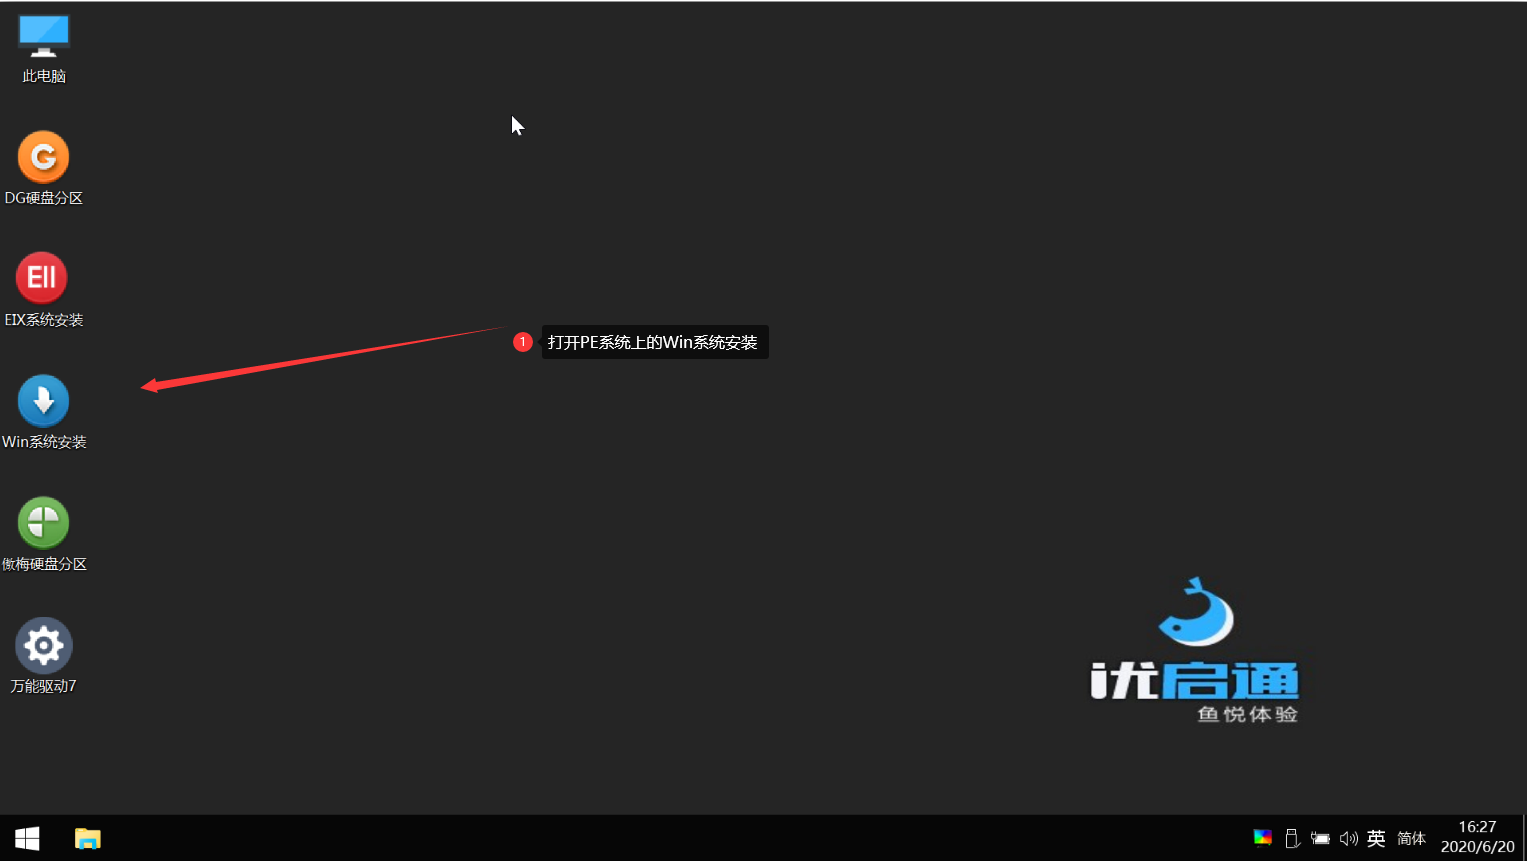 此电脑
DG硬盘分区
EII
EIX系统安装
1 打开PE系统上的Win系统安装
Win系统安装
傲梅硬盘分区
万能驱动7
优启通
鱼悦体验
英 简体
16:27
2020/6/20